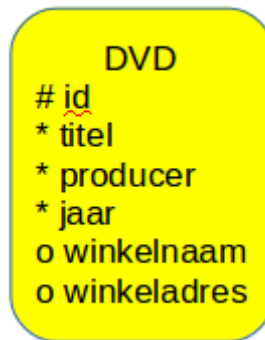 DVD
# id
* titel
* producer
* jaar
o winkelnaam
o winkeladres